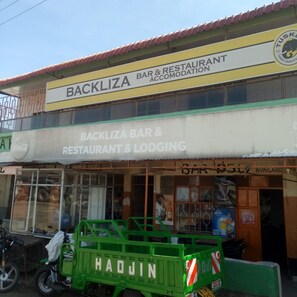 BACKLIZA BAR & RESTAURANT
ACCOMODATION
TUSKER
BACKLIZA BAR &
RESTAURANT & LODGING
HAOJIN